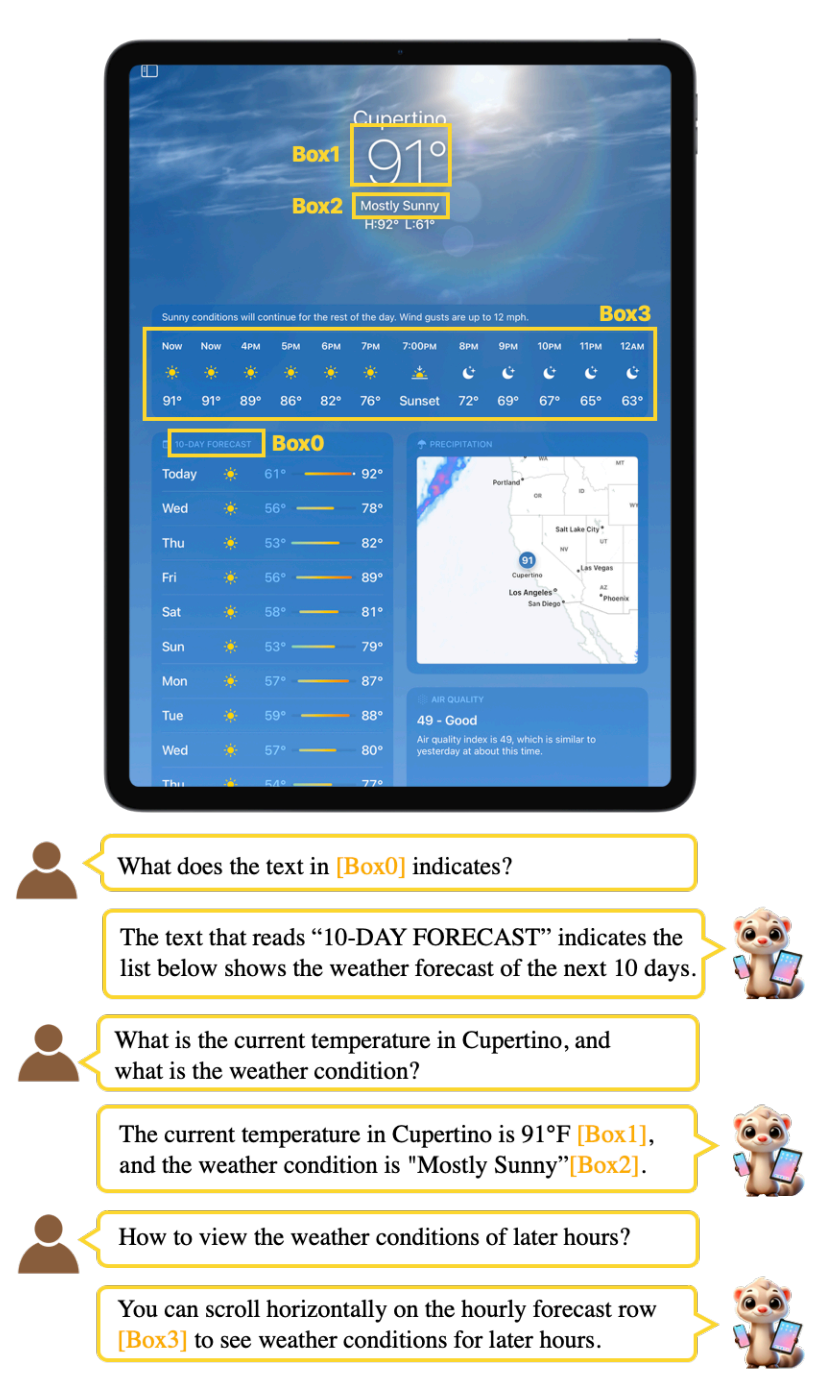 Cupertino
Box1
91°
Box2
Mostly Sunny
H:92° L:61°
Sunny conditions will continue for the rest of the day. Wind gusts are up to 12 mph.
Box3
Now Now 4PM 5PM 6PM 7PM 7:00PM 8PM 9PM 10PM 11PM 12AM
91° 91° 89° 86° 82° 76° Sunset 72° 69° 67° 65° 63°
10-DAY FORECAST
Box0
Today 61° 92°
Wed 56° 78°
Thu 53° 82°
Fri 56° 89°
Sat 58° 81°
Sun 53° 79°
Mon 57° 87°
Tue 59° 88°
Wed 57° 80°
Thu 54° 77°
PRECIPITATION
WA
MT
Portland
OR
ID
WY
Salt Lake City
NV
UT
91
Cupertino
Las Vegas
Los Angeles
AZ
Phoenix
San Diego
AIR QUALITY
49 - Good
Air quality index is 49, which is similar to
yesterday at about this time.
What does the text in [Box0] indicates?
The text that reads “10-DAY FORECAST” indicates the
list below shows the weather forecast of the next 10 days.
What is the current temperature in Cupertino, and
what is the weather condition?
The current temperature in Cupertino is 91°F [Box1],
and the weather condition is "Mostly Sunny”[Box2].
How to view the weather conditions of later hours?
You can scroll horizontally on the hourly forecast row
[Box3] to see weather conditions for later hours.